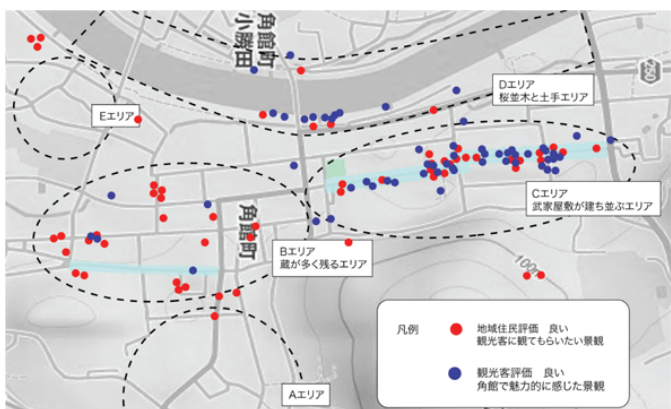 角館町
小勝田
250
Dエリア
桜並木と土手エリア
Eエリア
Cエリア
武家屋敷が建ち並ぶエリア
角館町
Bエリア
蔵が多く残るエリア
100
凡例
地域住民評価 良い
観光客に観てもらいたい景観
観光客評価 良い
角館で魅力的に感じた景観
Aエリア